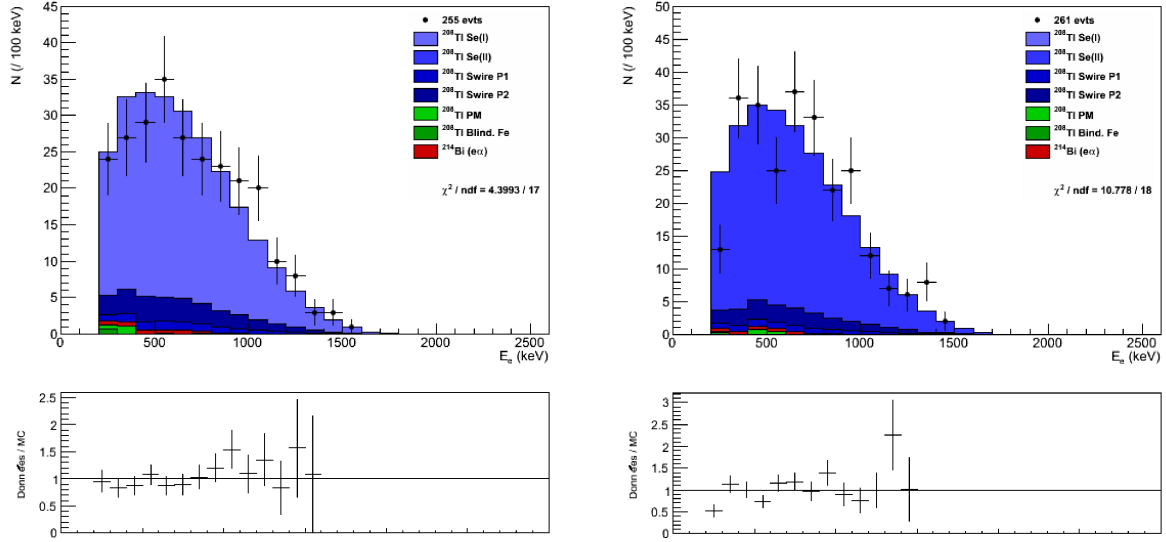 N (/ 100 keV)
45
40
35
30
25
20
15
10
5
0
255 evts
208Tl Se(I)
208Tl Se(II)
208Tl Swire P1
208Tl Swire P2
208Tl PM
208Tl Blind. Fe
214Bi (eα)
χ2 / ndf = 4.3993 / 17
0 500 1000 1500 2000 2500
Ee (keV)
Données / MC
2.5
2
1.5
1
0.5
0
N (/ 100 keV)
50
45
40
35
30
25
20
15
10
5
0
261 evts
208Tl Se(I)
208Tl Se(II)
208Tl Swire P1
208Tl Swire P2
208Tl PM
208Tl Blind. Fe
214Bi (eα)
χ2 / ndf = 10.778 / 18
0 500 1000 1500 2000 2500
Ee (keV)
Données / MC
3
2.5
2
1.5
1
0.5
0